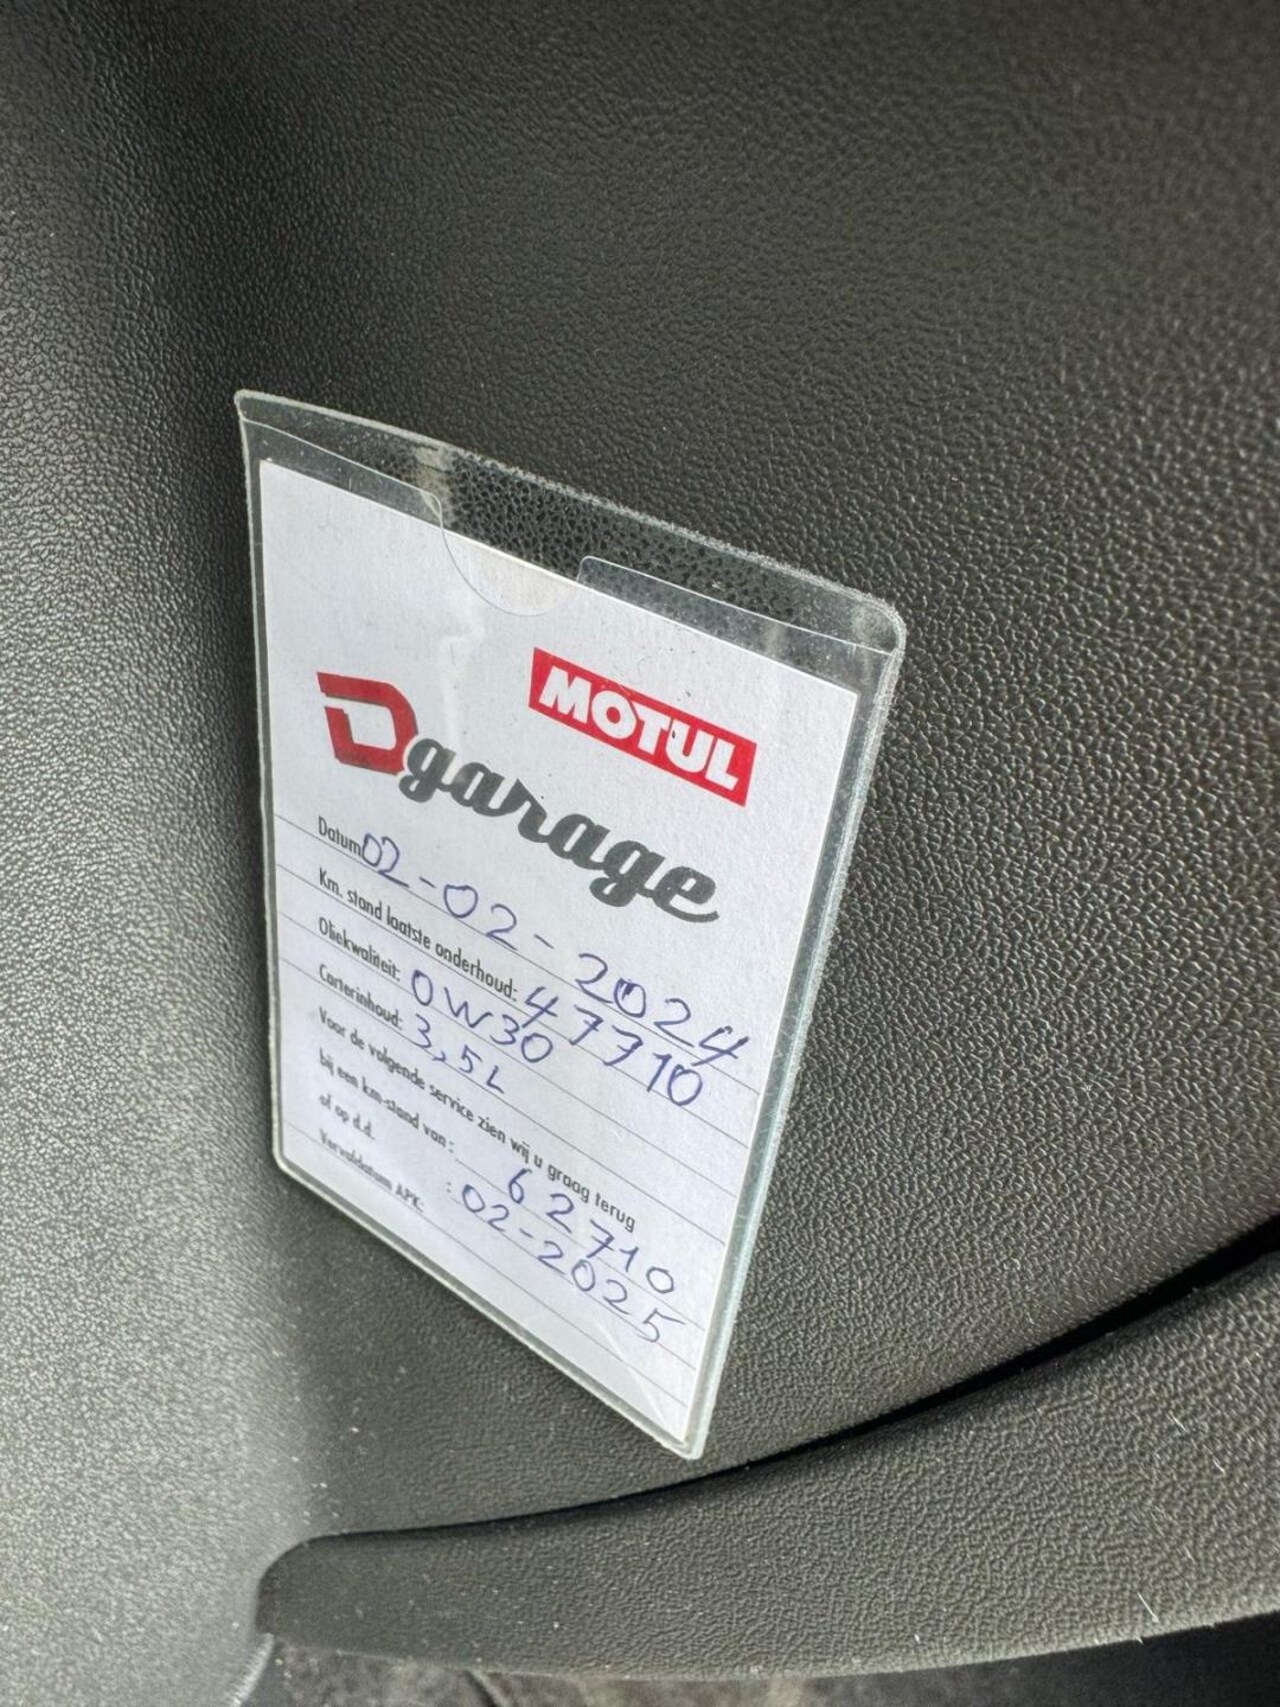 MOTUL
Dgarage
Datum 02-02-2024
Km. stand laatste onderhoud: 47710
Oliekwaliteit: 0W30
Carterinhoud: 3,5L
Voor de volgende service zien wij u graag terug
bij een km-stand van: 62710
of op d.d. : 02-2025
Vervaldatum APK: